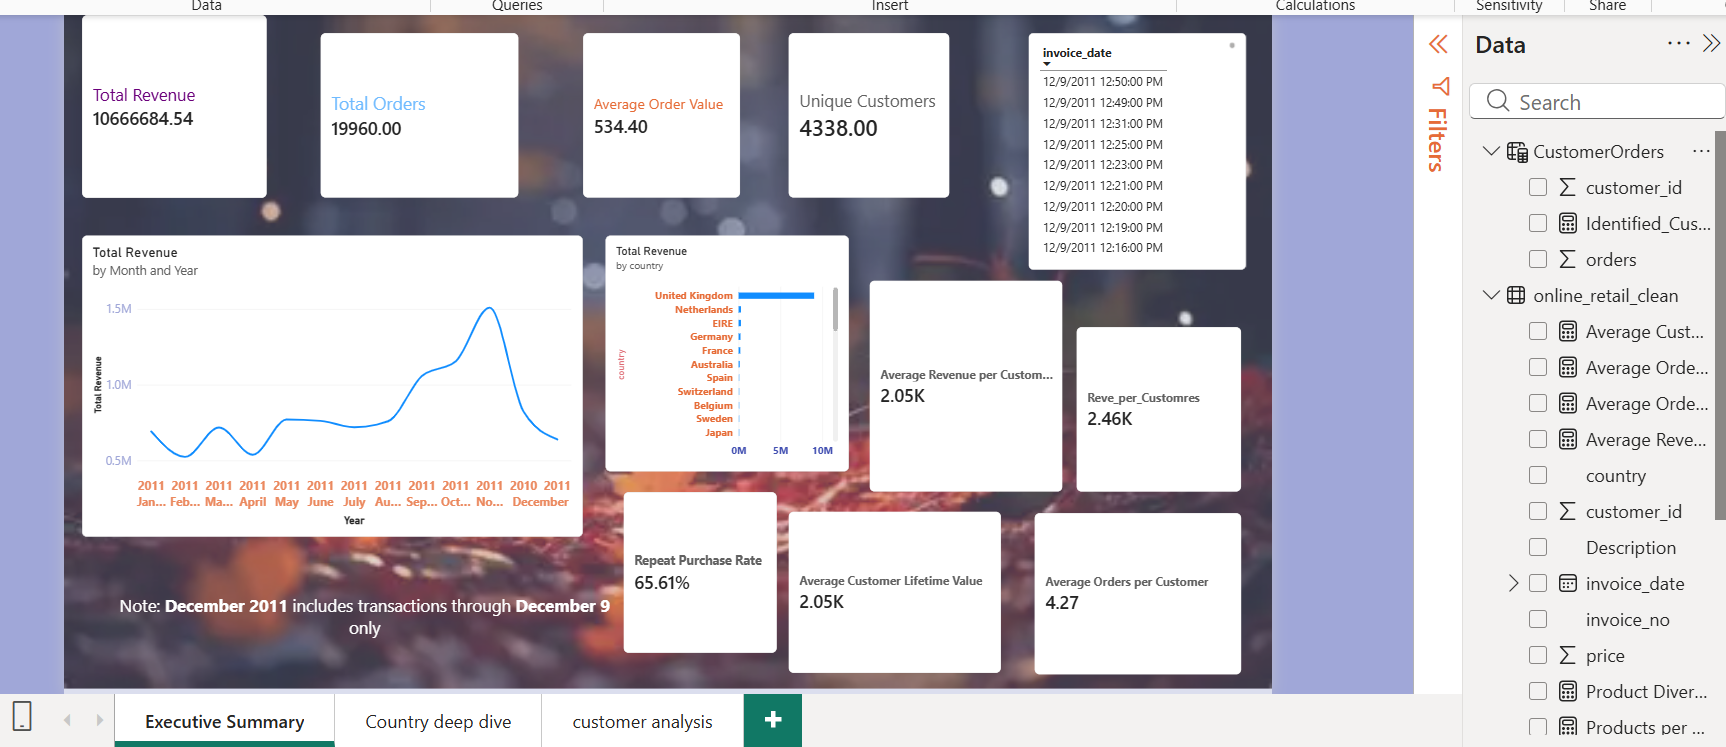 Data
Queries
Insert
Calculations
Sensitivity
Share
Total Revenue
10666684.54
Total Orders
19960.00
Average Order Value
534.40
Unique Customers
4338.00
invoice_date
12/9/2011 12:50:00 PM
12/9/2011 12:49:00 PM
12/9/2011 12:31:00 PM
12/9/2011 12:25:00 PM
12/9/2011 12:23:00 PM
12/9/2011 12:21:00 PM
12/9/2011 12:20:00 PM
12/9/2011 12:19:00 PM
12/9/2011 12:16:00 PM
Total Revenue
by Month and Year
1.5M
1.0M
0.5M
Total Revenue
2011 2011 2011 2011 2011 2011 2011 2011 2011 2011 2011 2010 2011
Jan... Feb... Ma... April May June July Au... Sep... Oct... No... December
Year
Total Revenue
by country
country
United Kingdom
Netherlands
EIRE
Germany
France
Australia
Spain
Switzerland
Belgium
Sweden
Japan
0M 5M 10M
Average Revenue per Custom...
2.05K
Reve_per_Customres
2.46K
Repeat Purchase Rate
65.61%
Average Customer Lifetime Value
2.05K
Average Orders per Customer
4.27
Note: December 2011 includes transactions through December 9
only
Filters
Data
Search
CustomerOrders
customer_id
Identified_Cus...
orders
online_retail_clean
Average Cust...
Average Orde...
Average Orde...
Average Reve...
country
customer_id
Description
invoice_date
invoice_no
price
Product Diver...
Products per ...
Executive Summary
Country deep dive
customer analysis